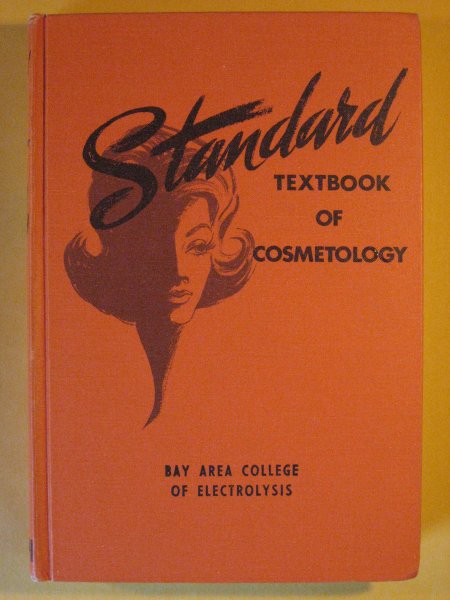 Standard
TEXTBOOK
OF
COSMETOLOGY
BAY AREA COLLEGE
OF ELECTROLYSIS